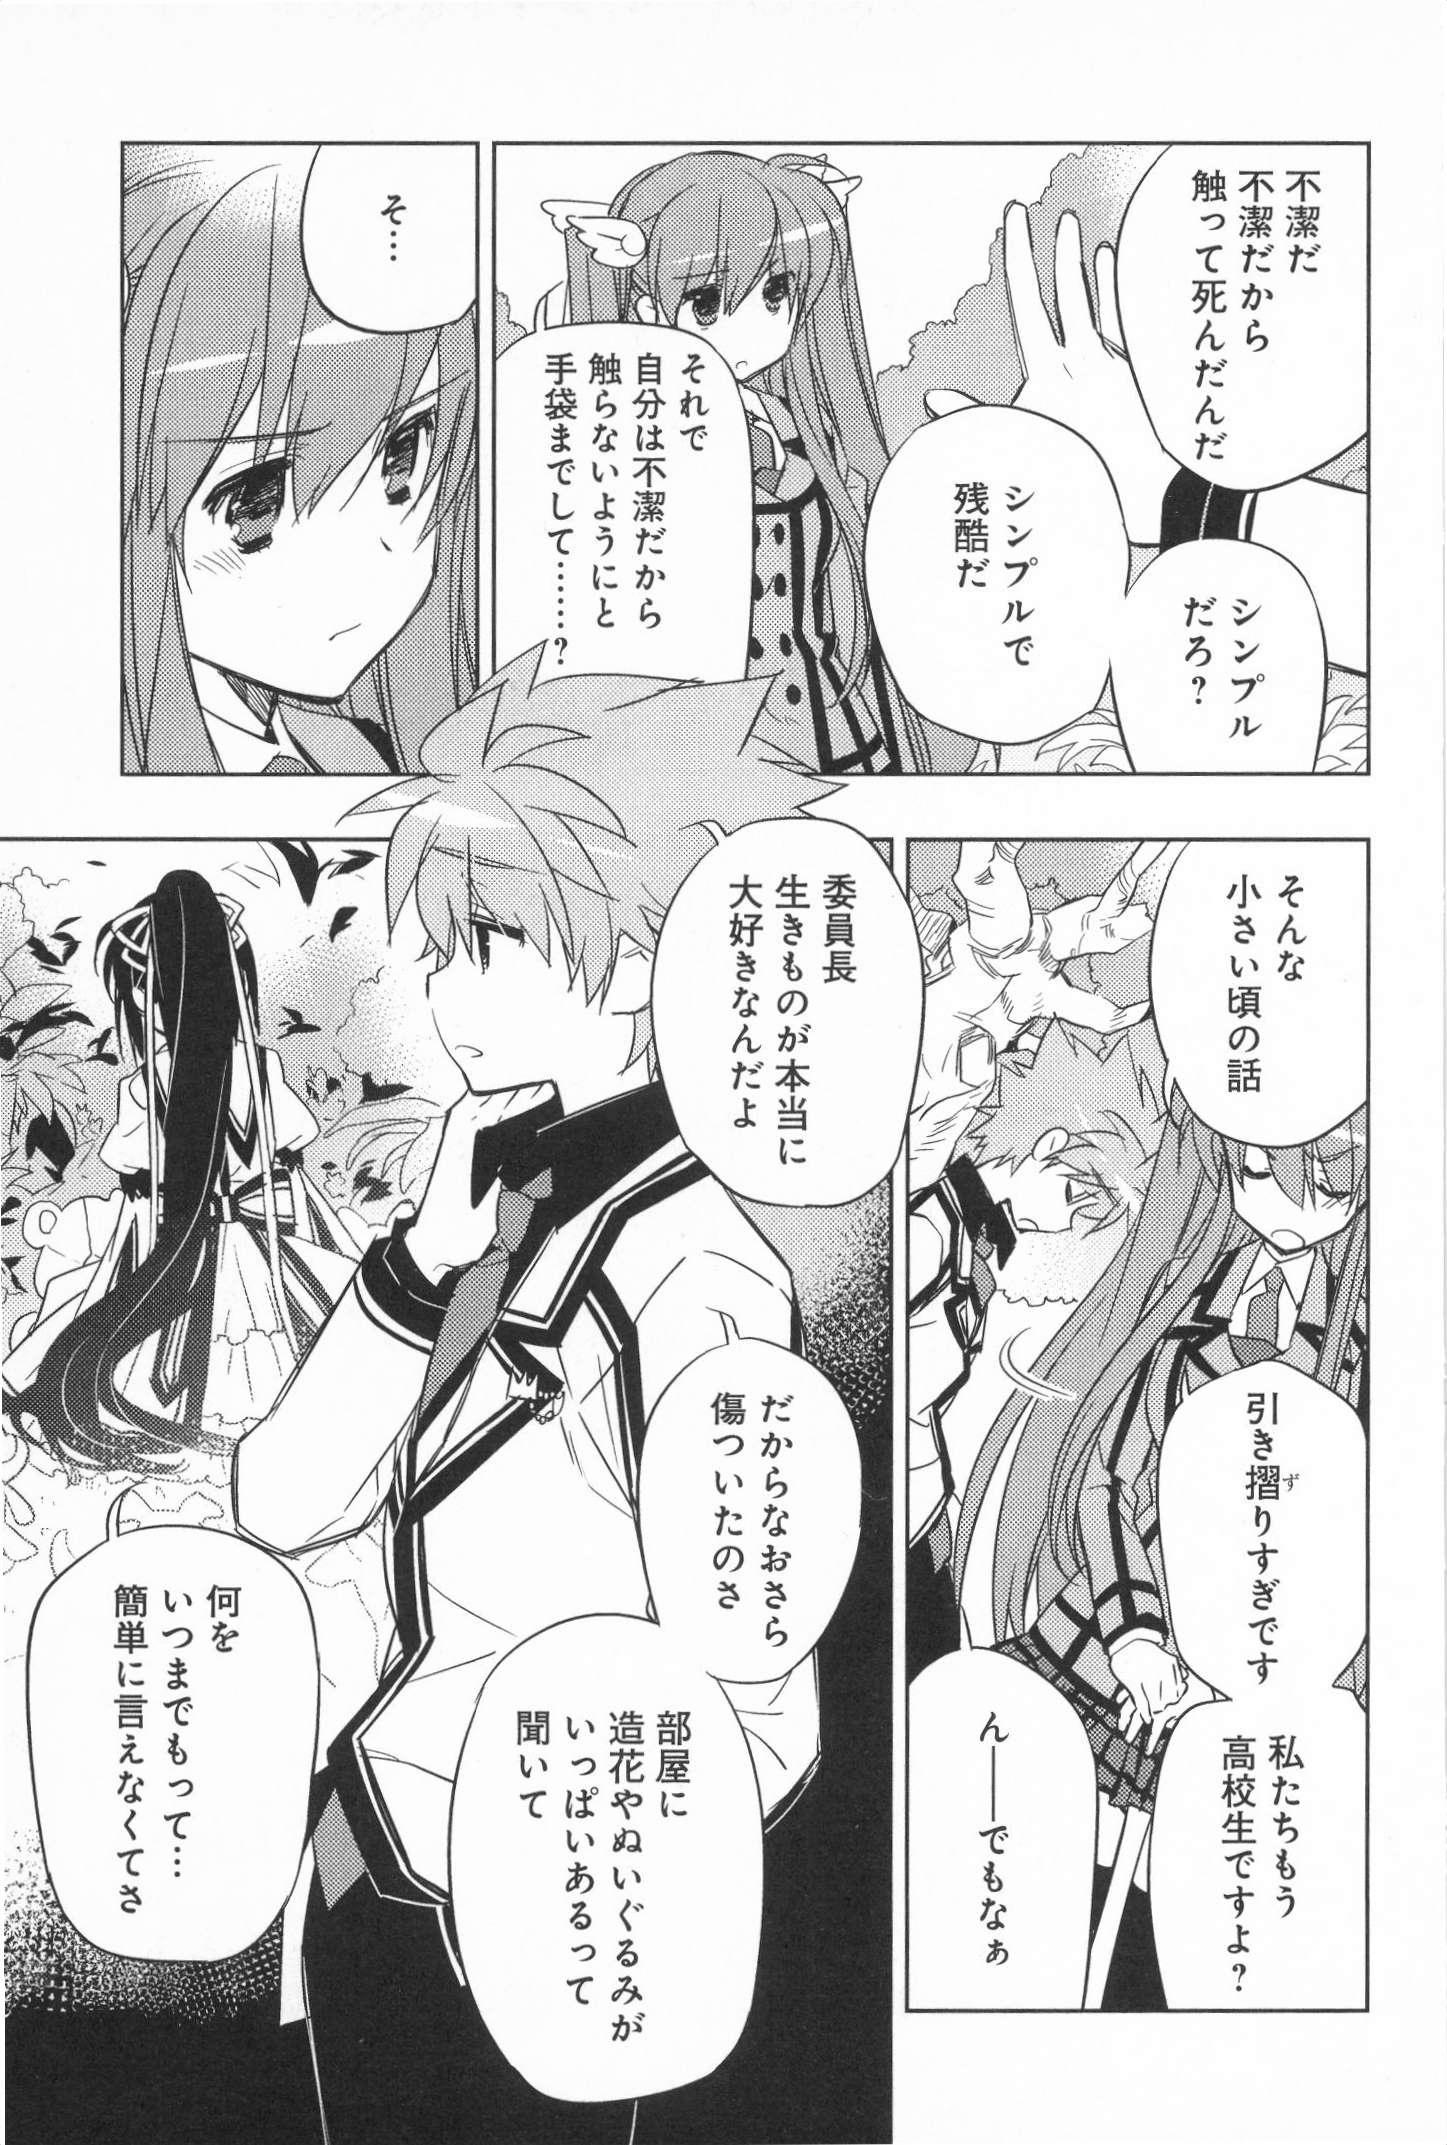 不潔だ
不潔だから
触って死んだんだ
シンプル
だろ?
シンプルで
残酷だ
それで
自分は不潔だから
触らないようにと
手袋までして……?
そ…
そんな
小さい頃の話
引き摺りすぎです
ず
私たちもう
高校生ですよ?
ん――でもなぁ
委員長
生きものが本当に
大好きなんだよ
だからなおさら
傷ついたのさ
部屋に
造花やぬいぐるみが
いっぱいあるって
聞いて
何を
いつまでもって…
簡単に言えなくてさ